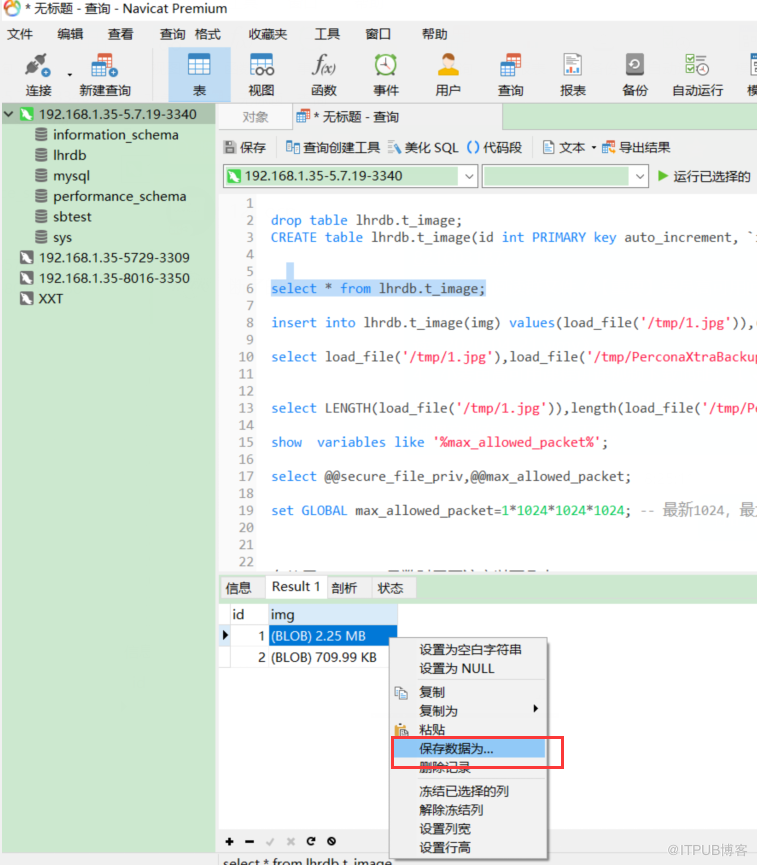 * 无标题 - 查询 - Navicat Premium
文件 编辑 查看 查询 格式 收藏夹 工具 窗口 帮助
连接 新建查询 表 视图 函数 事件 用户 查询 报表 备份 自动运行
f(x)
192.168.1.35-5.7.19-3340
information_schema
lhrdb
mysql
performance_schema
sbtest
sys
192.168.1.35-5729-3309
192.168.1.35-8016-3350
XXT
对象 * 无标题 - 查询
保存 查询创建工具 美化 SQL () 代码段 文本 导出结果
192.168.1.35-5.7.19-3340 运行已选择的
1
2 drop table lhrdb.t_image;
3 CREATE table lhrdb.t_image(id int PRIMARY key auto_increment, `
4
5
6 select * from lhrdb.t_image;
7
8 insert into lhrdb.t_image(img) values(load_file('/tmp/1.jpg')),
9
10 select load_file('/tmp/1.jpg'),load_file('/tmp/PerconaXtraBackup
11
12
13 select LENGTH(load_file('/tmp/1.jpg')),length(load_file('/tmp/Pe
14
15 show variables like '%max_allowed_packet%';
16
17 select @@secure_file_priv,@@max_allowed_packet;
18
19 set GLOBAL max_allowed_packet=1*1024*1024*1024; -- 最新1024, 最
20
21
22
信息 Result 1 剖析 状态
id img
1 (BLOB) 2.25 MB
2 (BLOB) 709.99 KB
设置为空白字符串
设置为 NULL
复制
复制为
粘贴
保存数据为...
删除记录
冻结已选择的列
解除冻结列
设置列宽
设置行高
select * from lhrdb.t_image
@ITPUB博客